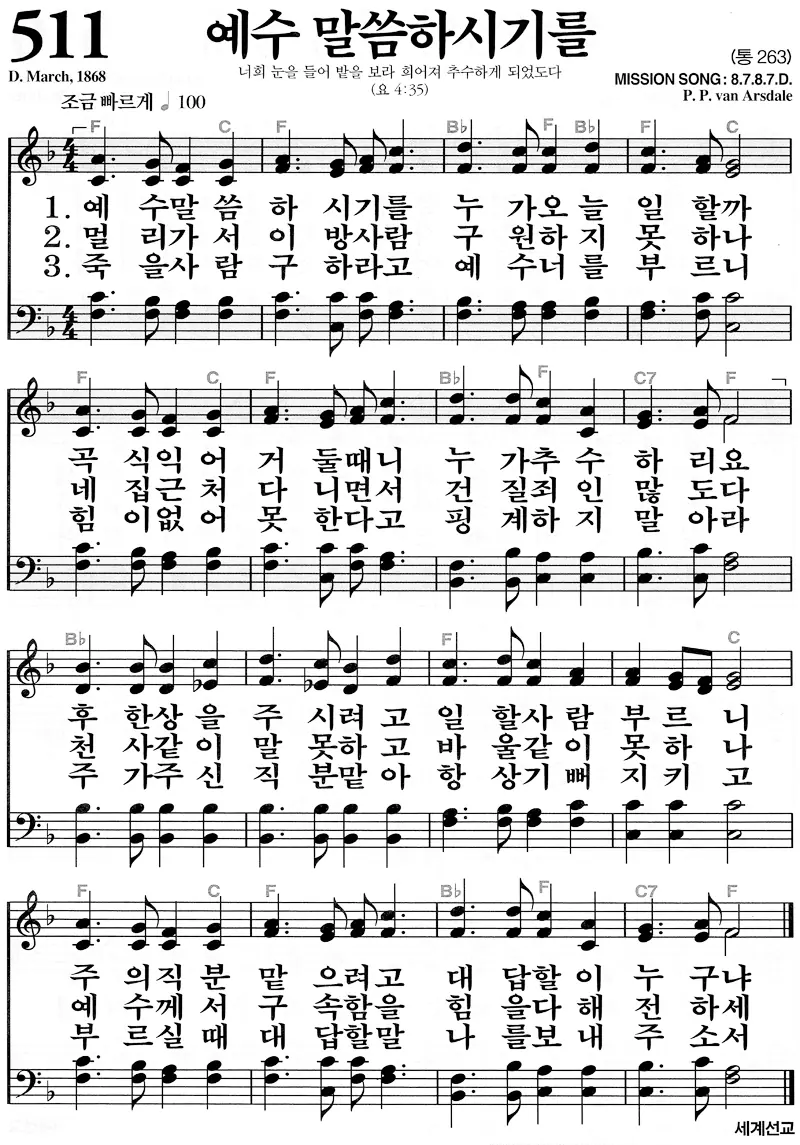 511 예수 말씀하시기를 (통 263)
D. March, 1868 너희 눈을 들어 밭을 보라 희어져 추수하게 되었도다 MISSION SONG : 8.7.8.7.D.
(요 4:35) P. P. van Arsdale
조금 빠르게 ♩ 100
F C F B♭ F B♭ F C
1. 예 수말 씀 하 시기를 누 가오 늘 일 할까
2. 멀 리가 서 이 방사람 구 원하 지 못 하나
3. 죽 을사 람 구 하라고 예 수너 를 부 르니
F C F B♭ F C7 F
곡 식익 어 거 둘때니 누 가추 수 하 리요
네 집근 처 다 니면서 건 질죄 인 많 도다
힘 이없 어 못 한다고 핑 계하 지 말 아라
B♭ F C
후 한상 을 주 시려 고 일 할사 람 부 르 니
천 사같 이 말 못하 고 바 울같 이 못 하 나
주 가주 신 직 분맡 아 항 상기 뻐 지 키 고
F C F B♭ F C7 F
주 의직 분 맡 으려고 대 답할 이 누 구냐
예 수께 서 구 속함을 힘 을다 해 전 하세
부 르실 때 대 답할말 나 를보 내 주 소서
세계선교